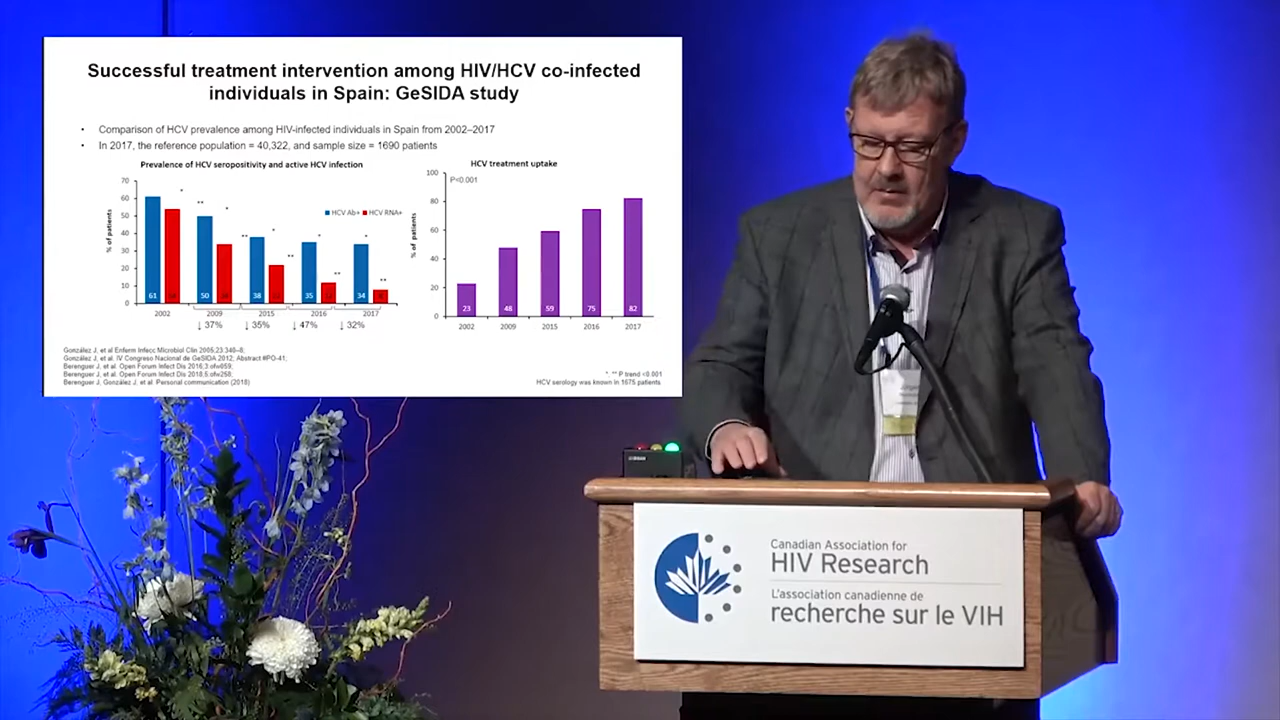 Successful treatment intervention among HIV/HCV co-infected
individuals in Spain: GeSIDA study
• Comparison of HCV prevalence among HIV-infected individuals in Spain from 2002–2017
• In 2017, the reference population = 40,322, and sample size = 1690 patients
Prevalence of HCV seropositivity and active HCV infection
% of patients
70
60
50
40
30
20
10
0
HCV Ab+ HCV RNA+
* ** * ** * ** * ** * **
61 50 38 35 34
2002 2009 2015 2016 2017
↓ 37% ↓ 35% ↓ 47% ↓ 32%
HCV treatment uptake
P<0.001
% of patients
100
80
60
40
20
0
23 48 59 75 82
2002 2009 2015 2016 2017
González J, et al Enferm Infecc Microbiol Clin 2005;23:340–8;
González J, et al. IV Congreso Nacional de GeSIDA 2012; Abstract #PO-41;
Berenguer J, et al. Open Forum Infect Dis 2016;3:ofw059;
Berenguer J, et al. Open Forum Infect Dis 2018;5:ofw258;
Berenguer J, González J, et al. Personal communication (2018)
*, ** P trend <0.001
HCV serology was known in 1675 patients
Canadian Association for
HIV Research
L'association canadienne de
recherche sur le VIH